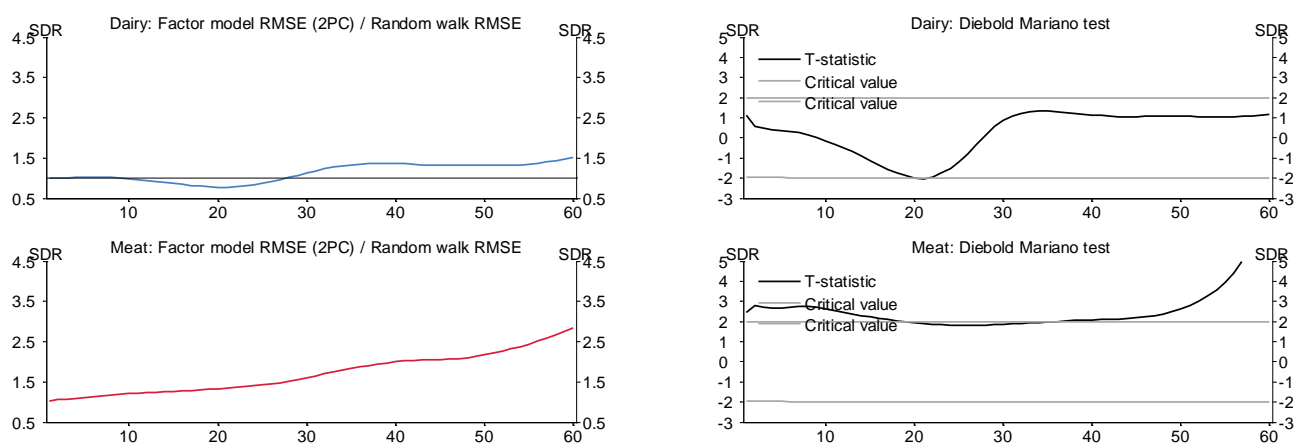 Dairy: Factor model RMSE (2PC) / Random walk RMSE
SDR SDR
4.5 4.5
3.5 3.5
2.5 2.5
1.5 1.5
0.5 0.5
10 20 30 40 50 60
Dairy: Diebold Mariano test
SDR SDR
5 5
4 4
3 3
2 2
1 1
0 0
-1 -1
-2 -2
-3 -3
T-statistic
Critical value
Critical value
10 20 30 40 50 60
Meat: Factor model RMSE (2PC) / Random walk RMSE
SDR SDR
4.5 4.5
3.5 3.5
2.5 2.5
1.5 1.5
0.5 0.5
10 20 30 40 50 60
Meat: Diebold Mariano test
SDR SDR
5 5
4 4
3 3
2 2
1 1
0 0
-1 -1
-2 -2
-3 -3
T-statistic
Critical value
Critical value
10 20 30 40 50 60